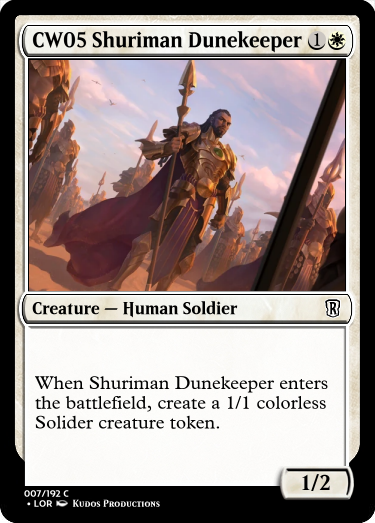 CW05 Shuriman Dunekeeper 1
Creature — Human Soldier
R
When Shuriman Dunekeeper enters
the battlefield, create a 1/1 colorless
Solider creature token.
1/2
007/192 C
• LOR Kudos Productions